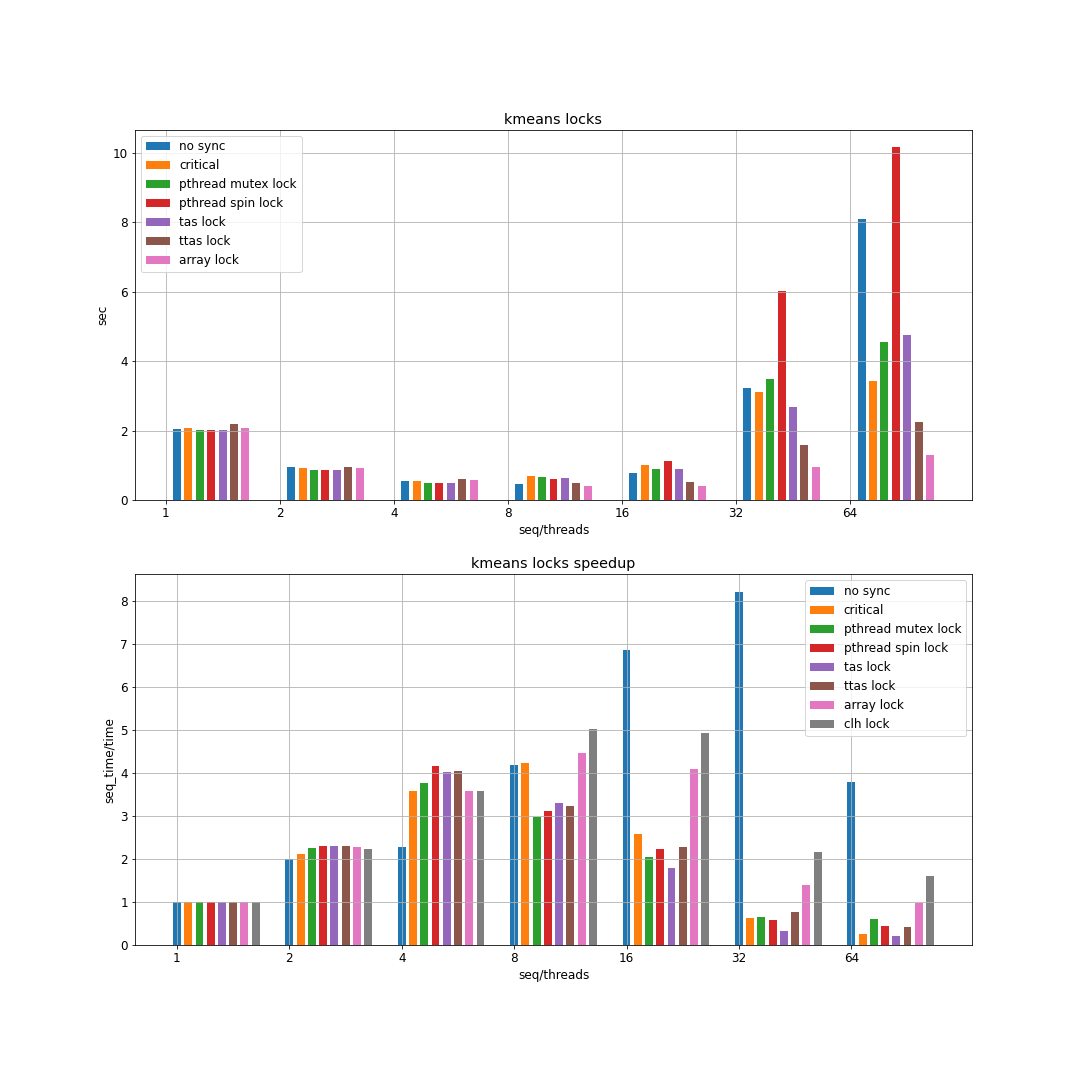 kmeans locks
no sync
critical
pthread mutex lock
pthread spin lock
tas lock
ttas lock
array lock
10
8
6
4
2
0
sec
1 2 4 8 16 32 64
seq/threads
kmeans locks speedup
no sync
critical
pthread mutex lock
pthread spin lock
tas lock
ttas lock
array lock
clh lock
8
7
6
5
4
3
2
1
0
seq_time/time
1 2 4 8 16 32 64
seq/threads